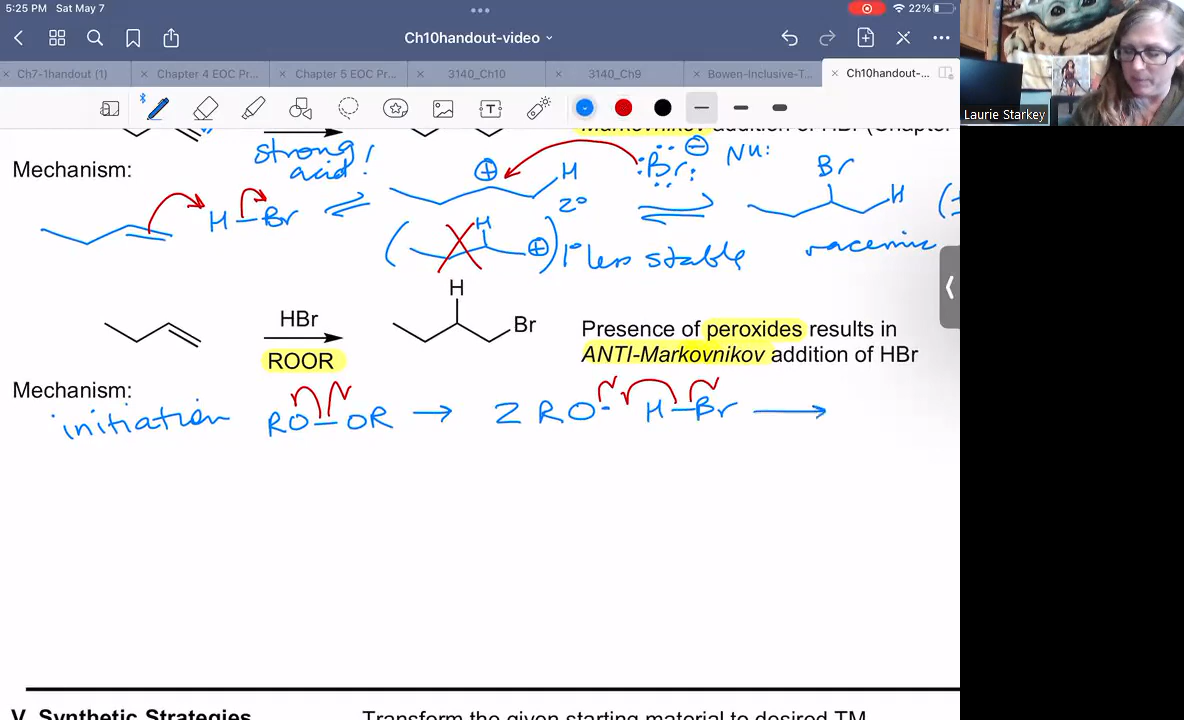 5:25 PM Sat May 7
22%
Ch10handout-video
Ch7-1handout (1)
Chapter 4 EOC Pr...
Chapter 5 EOC Pr...
3140_Ch10
3140_Ch9
Bowen-Inclusive-T...
Ch10handout-...
Laurie Starkey
Markovnikov addition of HBr (Chapter
strong
acid!
Mechanism:
H-Br
⊕
H
2°
:Br: ⊖ Nu:
Br
H
(±
(H ⊕) 1° less stable
racemic
HBr
ROOR
H
Br
Presence of peroxides results in
ANTI-Markovnikov addition of HBr
Mechanism:
initiation RO-OR → 2 RO· H-Br →
V. Synthetic Strategies
Transform the given starting material to desired TM